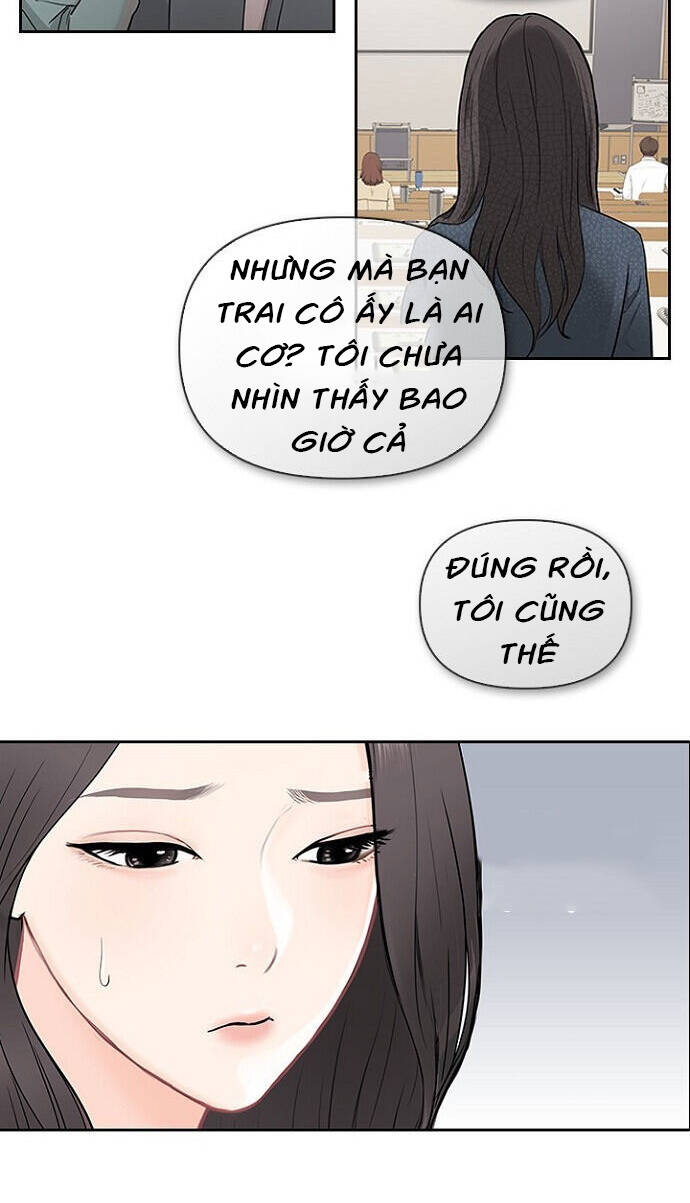 NHƯNG MÀ BẠN
TRAI CÔ ẤY LÀ AI
CƠ? TÔI CHƯA
NHÌN THẤY BAO
GIỜ CẢ
ĐÚNG RỒI,
TÔI CŨNG
THẾ